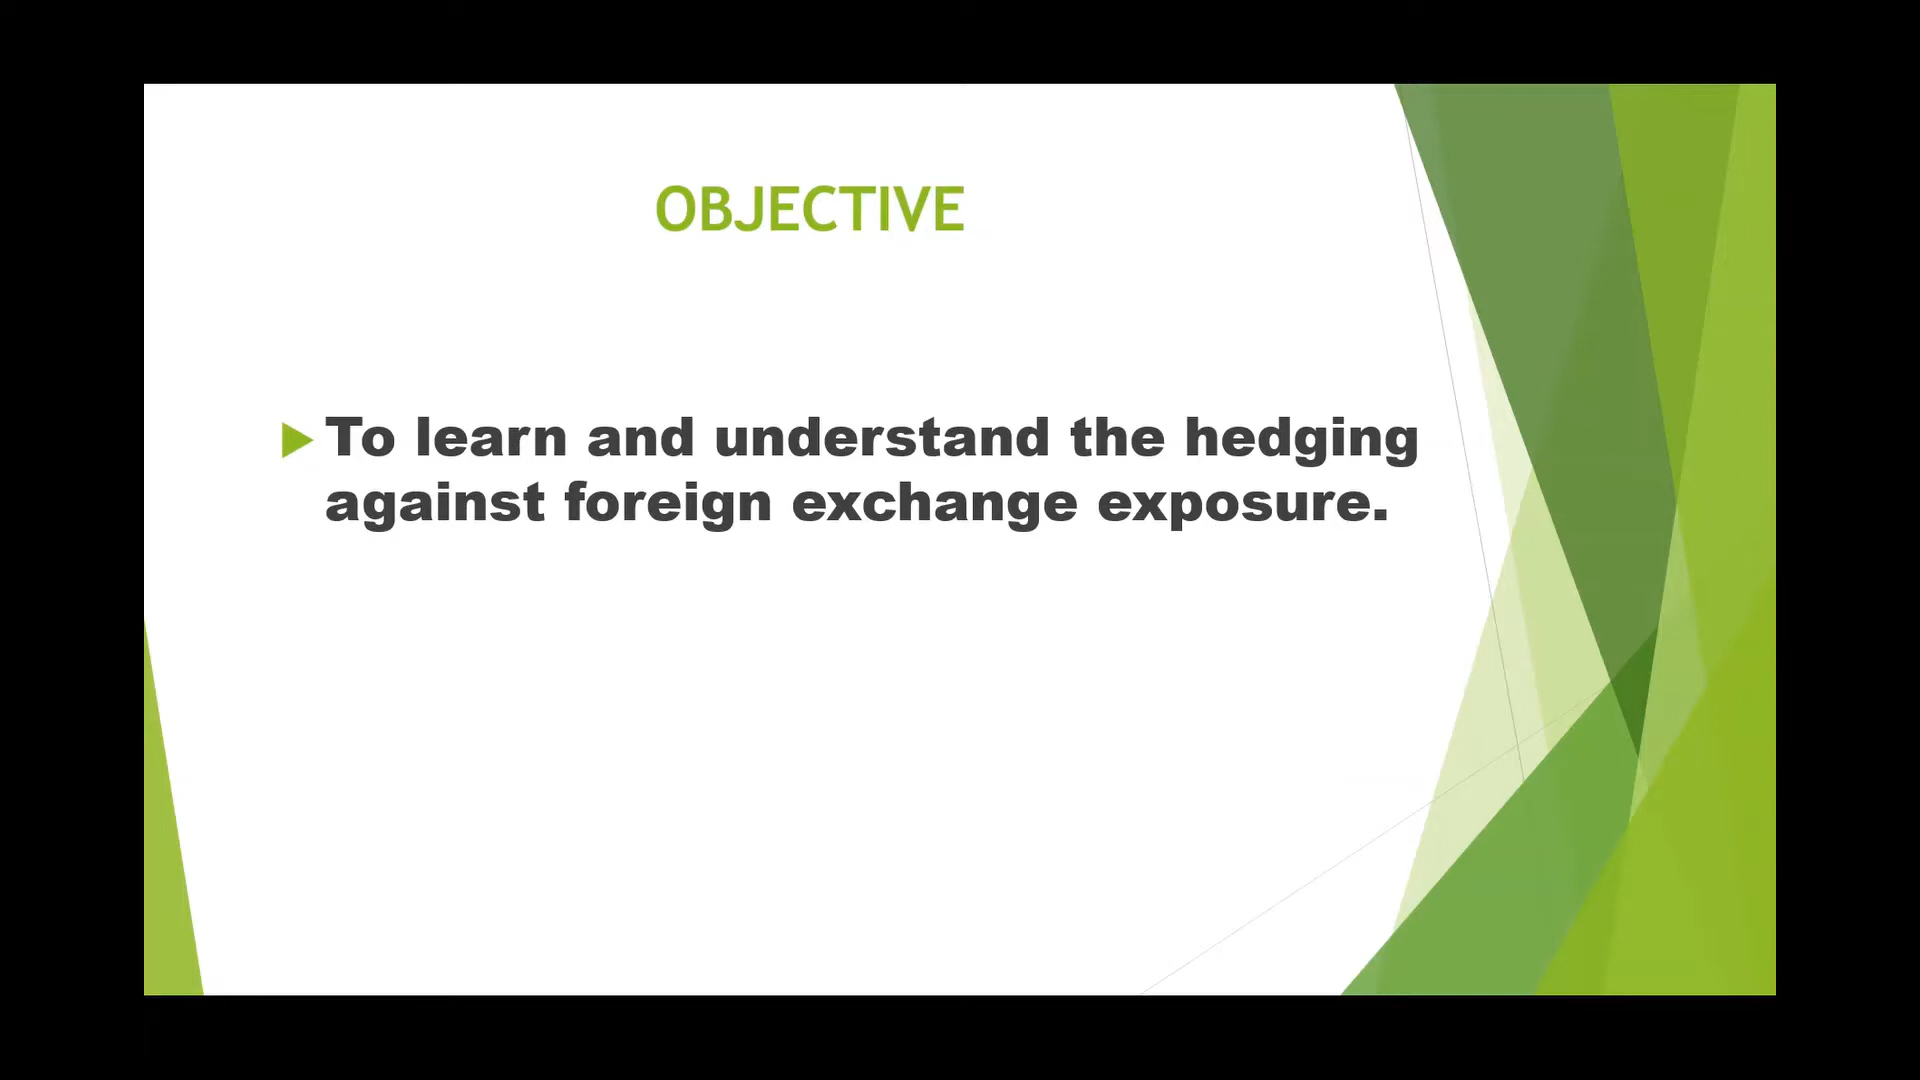 OBJECTIVE
To learn and understand the hedging
against foreign exchange exposure.